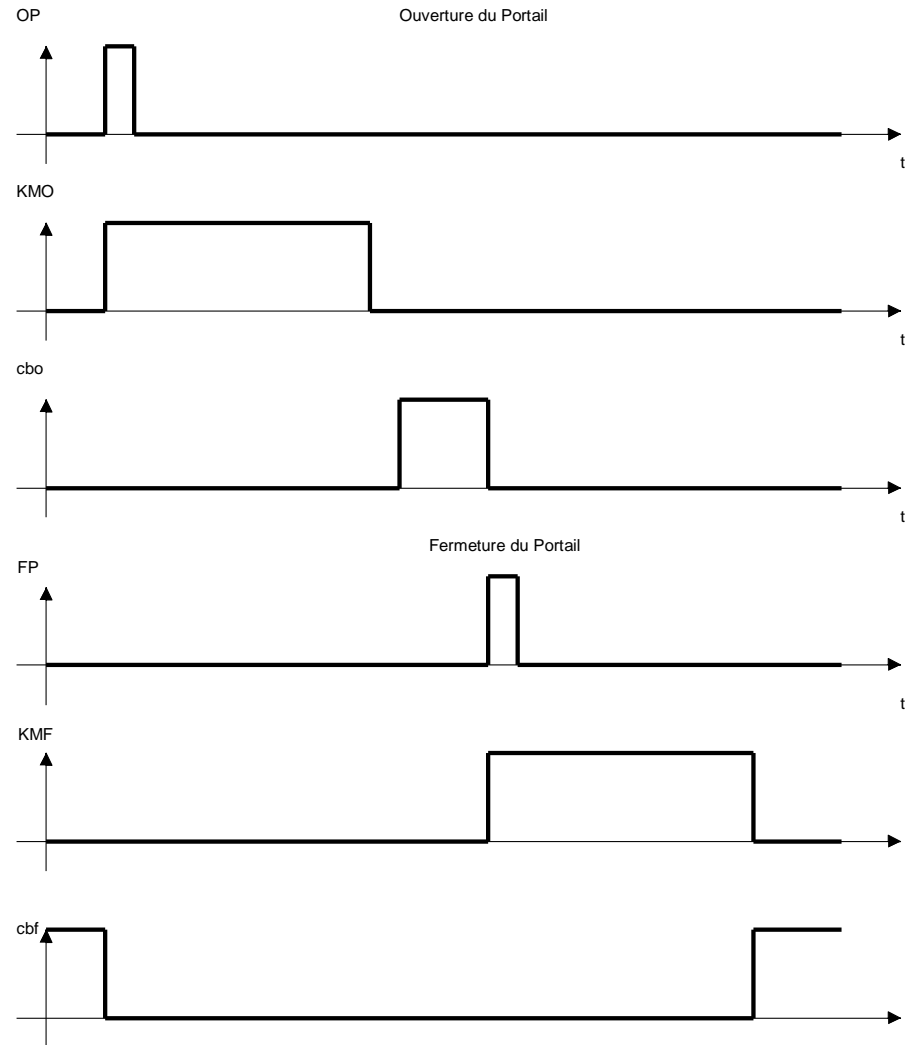 OP
Ouverture du Portail
t
KMO
t
cbo
t
Fermeture du Portail
FP
t
KMF
cbf